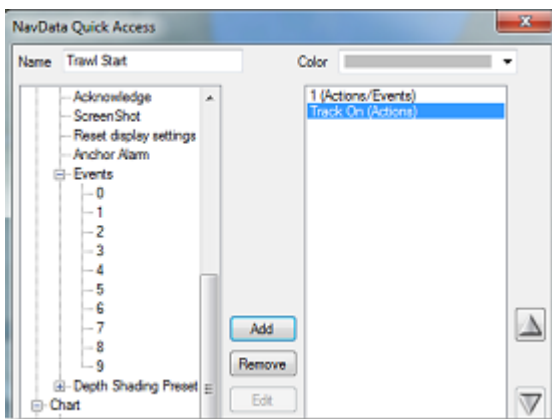 NavData Quick Access
Name Trawl Start Color
Acknowledge
ScreenShot
Reset display settings
Anchor Alarm
Events
0
1
2
3
4
5
6
7
8
9
Depth Shading Preset
Chart
1 (Actions/Events)
Track On (Actions)
Add
Remove
Edit